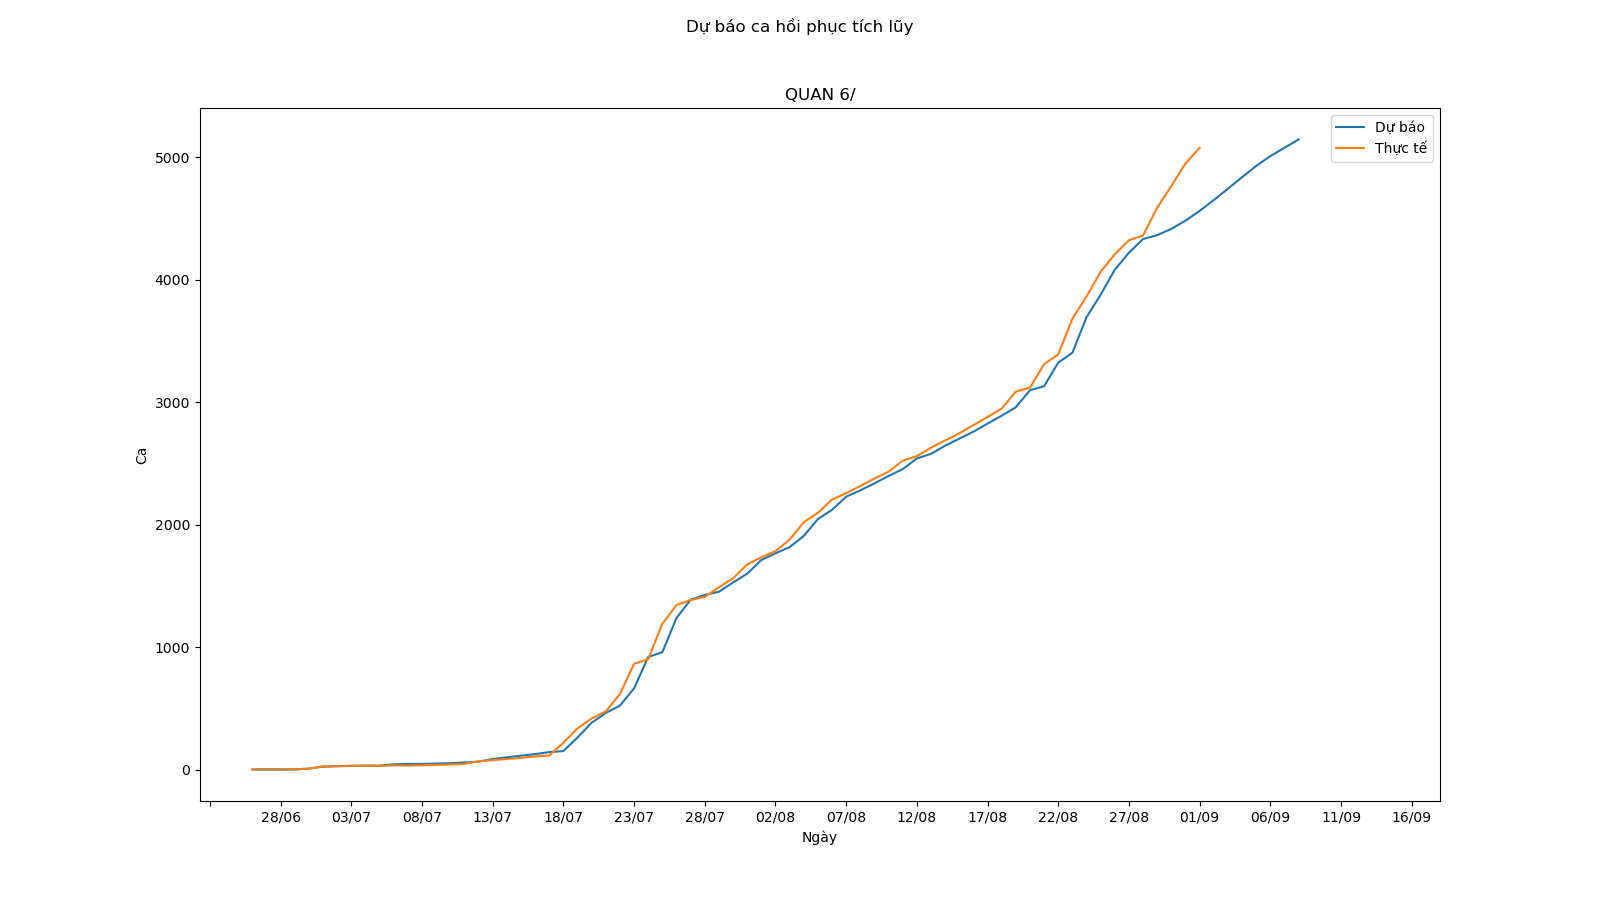 Dự báo ca hồi phục tích lũy
QUAN 6/
Dự báo
Thực tế
5000
4000
3000
2000
1000
0
Ca
28/06 03/07 08/07 13/07 18/07 23/07 28/07 02/08 07/08 12/08 17/08 22/08 27/08 01/09 06/09 11/09 16/09
Ngày